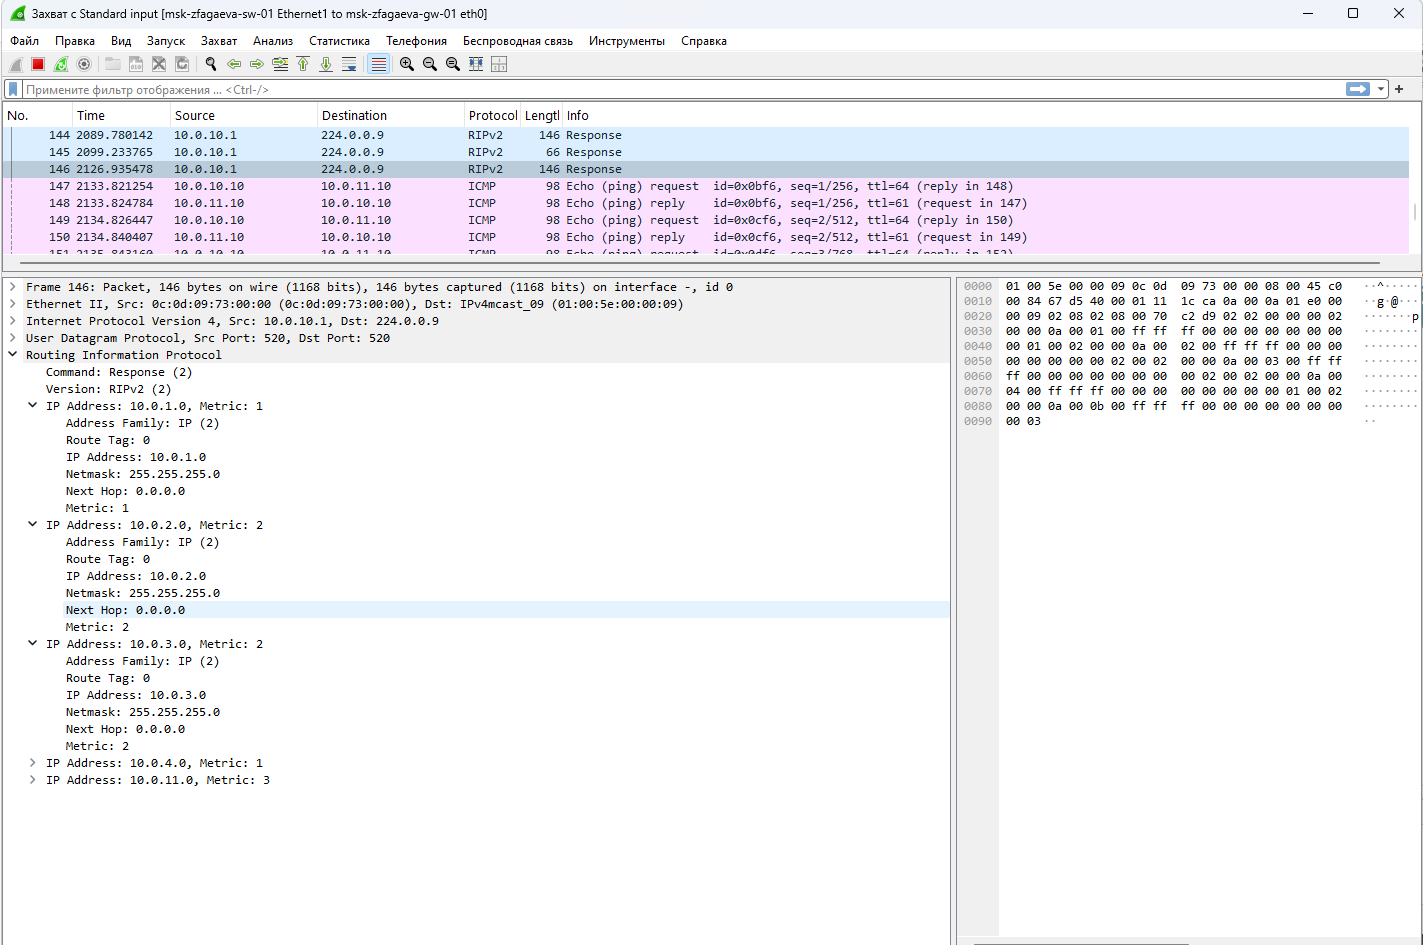 Захват с Standard input [msk-zfagaeva-sw-01 Ethernet1 to msk-zfagaeva-gw-01 eth0]
Файл Правка Вид Запуск Захват Анализ Статистика Телефония Беспроводная связь Инструменты Справка
Примените фильтр отображения ... <Ctrl-/>
No. Time Source Destination Protocol Lengtl Info
144 2089.780142 10.0.10.1 224.0.0.9 RIPv2 146 Response
145 2099.233765 10.0.10.1 224.0.0.9 RIPv2 66 Response
146 2126.935478 10.0.10.1 224.0.0.9 RIPv2 146 Response
147 2133.821254 10.0.10.10 10.0.11.10 ICMP 98 Echo (ping) request id=0x0bf6, seq=1/256, ttl=64 (reply in 148)
148 2133.824784 10.0.11.10 10.0.10.10 ICMP 98 Echo (ping) reply id=0x0bf6, seq=1/256, ttl=61 (request in 147)
149 2134.826447 10.0.10.10 10.0.11.10 ICMP 98 Echo (ping) request id=0x0cf6, seq=2/512, ttl=64 (reply in 150)
150 2134.840407 10.0.11.10 10.0.10.10 ICMP 98 Echo (ping) reply id=0x0cf6, seq=2/512, ttl=61 (request in 149)
151 2135.843160 10.0.10.10 10.0.11.10 ICMP 98 Echo (ping) request id=0x0df6, seq=3/768, ttl=64 (reply in 152)
Frame 146: Packet, 146 bytes on wire (1168 bits), 146 bytes captured (1168 bits) on interface -, id 0
Ethernet II, Src: 0c:0d:09:73:00:00 (0c:0d:09:73:00:00), Dst: IPv4mcast_09 (01:00:5e:00:00:09)
Internet Protocol Version 4, Src: 10.0.10.1, Dst: 224.0.0.9
User Datagram Protocol, Src Port: 520, Dst Port: 520
Routing Information Protocol
Command: Response (2)
Version: RIPv2 (2)
IP Address: 10.0.1.0, Metric: 1
Address Family: IP (2)
Route Tag: 0
IP Address: 10.0.1.0
Netmask: 255.255.255.0
Next Hop: 0.0.0.0
Metric: 1
IP Address: 10.0.2.0, Metric: 2
Address Family: IP (2)
Route Tag: 0
IP Address: 10.0.2.0
Netmask: 255.255.255.0
Next Hop: 0.0.0.0
Metric: 2
IP Address: 10.0.3.0, Metric: 2
Address Family: IP (2)
Route Tag: 0
IP Address: 10.0.3.0
Netmask: 255.255.255.0
Next Hop: 0.0.0.0
Metric: 2
IP Address: 10.0.4.0, Metric: 1
IP Address: 10.0.11.0, Metric: 3
0000 01 00 5e 00 00 09 0c 0d 09 73 00 00 08 00 45 c0 ··^·····
0010 00 84 67 d5 40 00 01 11 1c ca 0a 00 0a 01 e0 00 ··g·@···
0020 00 09 02 08 02 08 00 70 c2 d9 02 02 00 00 00 02 ·······p
0030 00 00 0a 00 01 00 ff ff ff 00 00 00 00 00 00 00 ········
0040 00 01 00 02 00 00 0a 00 02 00 ff ff ff 00 00 00 ········
0050 00 00 00 00 00 02 00 02 00 00 0a 00 03 00 ff ff ········
0060 ff 00 00 00 00 00 00 00 00 02 00 02 00 00 0a 00 ········
0070 04 00 ff ff ff 00 00 00 00 00 00 00 00 01 00 02 ········
0080 00 00 0a 00 0b 00 ff ff ff 00 00 00 00 00 00 00 ········
0090 00 03 ··